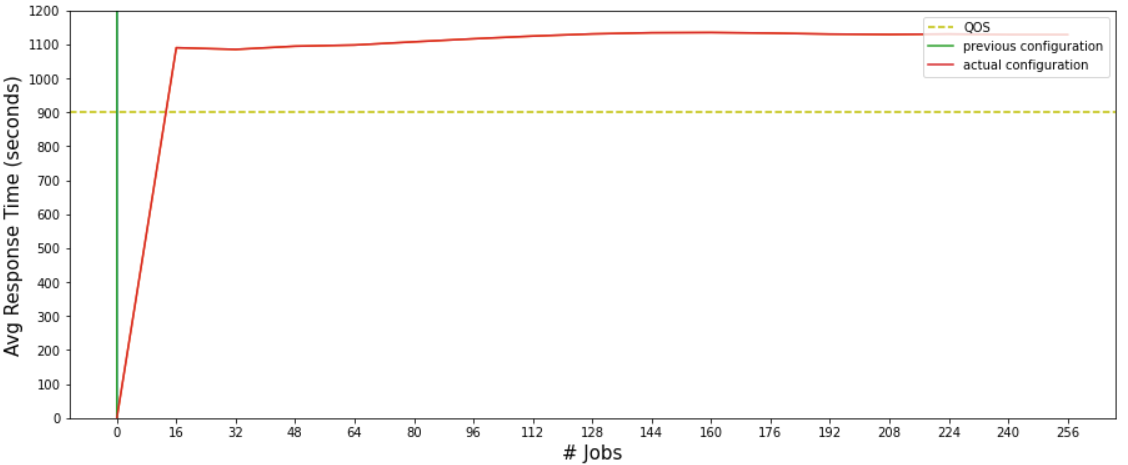 1200
1100
1000
900
800
700
600
500
400
300
200
100
0
Avg Response Time (seconds)
QOS
previous configuration
actual configuration
0 16 32 48 64 80 96 112 128 144 160 176 192 208 224 240 256
# Jobs